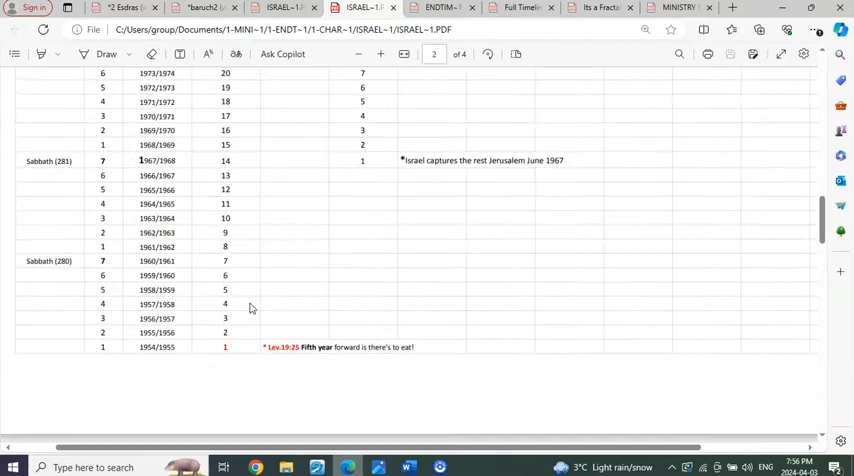 Sign in
*2 Esdras (
*baruch2 (
ISRAEL~1.P
ISRAEL~1.P
ENDTIM~
Full Timelin
Its a Fractal
MINISTRY
File
C:/Users/group/Documents/1-MINI~1/1-ENDT~1/1-CHAR~1/ISRAEL~1/ISRAEL~1.PDF
Draw
Ask Copilot
2 of 4
6 1973/1974 20 7
5 1972/1973 19 6
4 1971/1972 18 5
3 1970/1971 17 4
2 1969/1970 16 3
1 1968/1969 15 2
Sabbath (281) 7 1967/1968 14 1 *Israel captures the rest Jerusalem June 1967
6 1966/1967 13
5 1965/1966 12
4 1964/1965 11
3 1963/1964 10
2 1962/1963 9
1 1961/1962 8
Sabbath (280) 7 1960/1961 7
6 1959/1960 6
5 1958/1959 5
4 1957/1958 4
3 1956/1957 3
2 1955/1956 2
1 1954/1955 1 * Lev.19:25 Fifth year forward is there's to eat!
Type here to search
3°C Light rain/snow
ENG
7:56 PM
2024-04-03
2